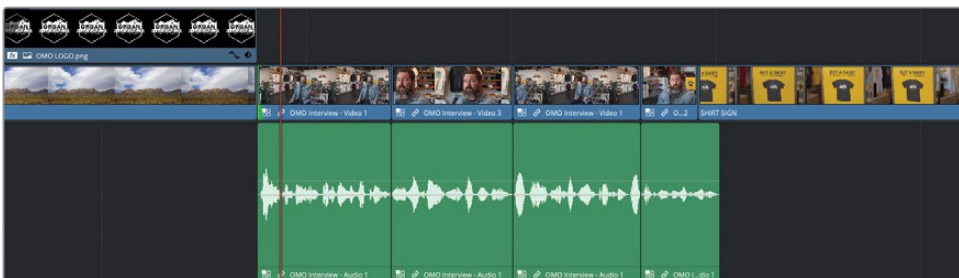 OMO LOGO.png
OMO Interview - Video 1
OMO Interview - Video 3
OMO Interview - Video 1
O...2
SHIRT SIGN
OMO Interview - Audio 1
OMO Interview - Audio 1
OMO Interview - Audio 1
OMO I...dio 1